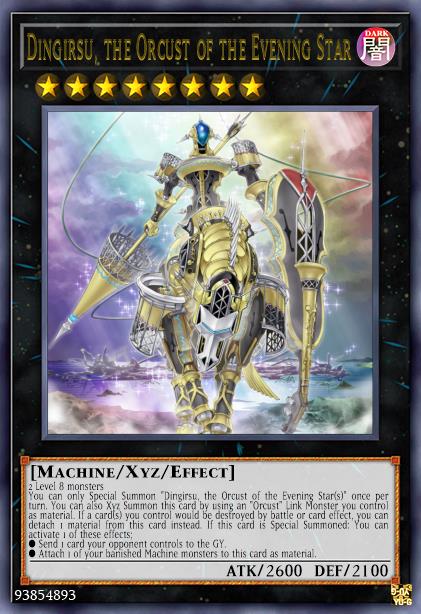 Dingirsu, the Orcust of the Evening Star
DARK
闇
[Machine/Xyz/Effect]
2 Level 8 monsters
You can only Special Summon "Dingirsu, the Orcust of the Evening Star(s)" once per
turn. You can also Xyz Summon this card by using an "Orcust" Link Monster you control
as material. If a card(s) you control would be destroyed by battle or card effect, you can
detach 1 material from this card instead. If this card is Special Summoned: You can
activate 1 of these effects;
● Send 1 card your opponent controls to the GY.
● Attach 1 of your banished Machine monsters to this card as material.
ATK/2600 DEF/2100
93854893